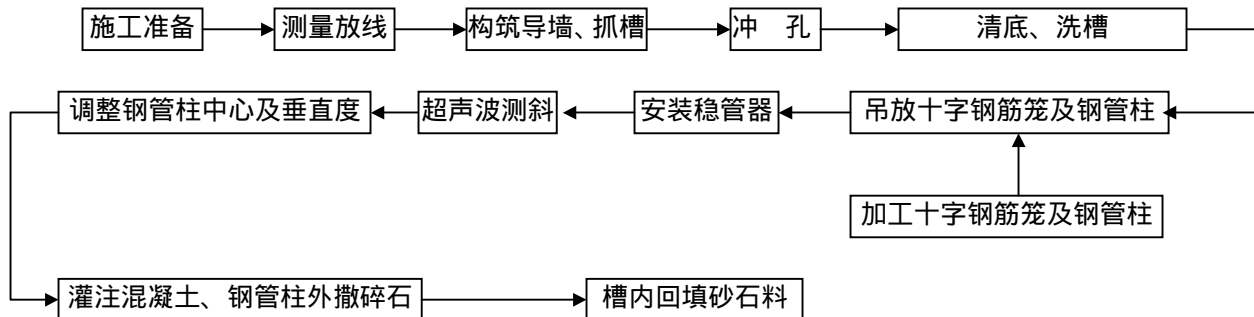 施工准备
测量放线
构筑导墙、抓槽
冲 孔
清底、洗槽
调整钢管柱中心及垂直度
超声波测斜
安装稳管器
吊放十字钢筋笼及钢管柱
加工十字钢筋笼及钢管柱
灌注混凝土、钢管柱外撒碎石
槽内回填砂石料